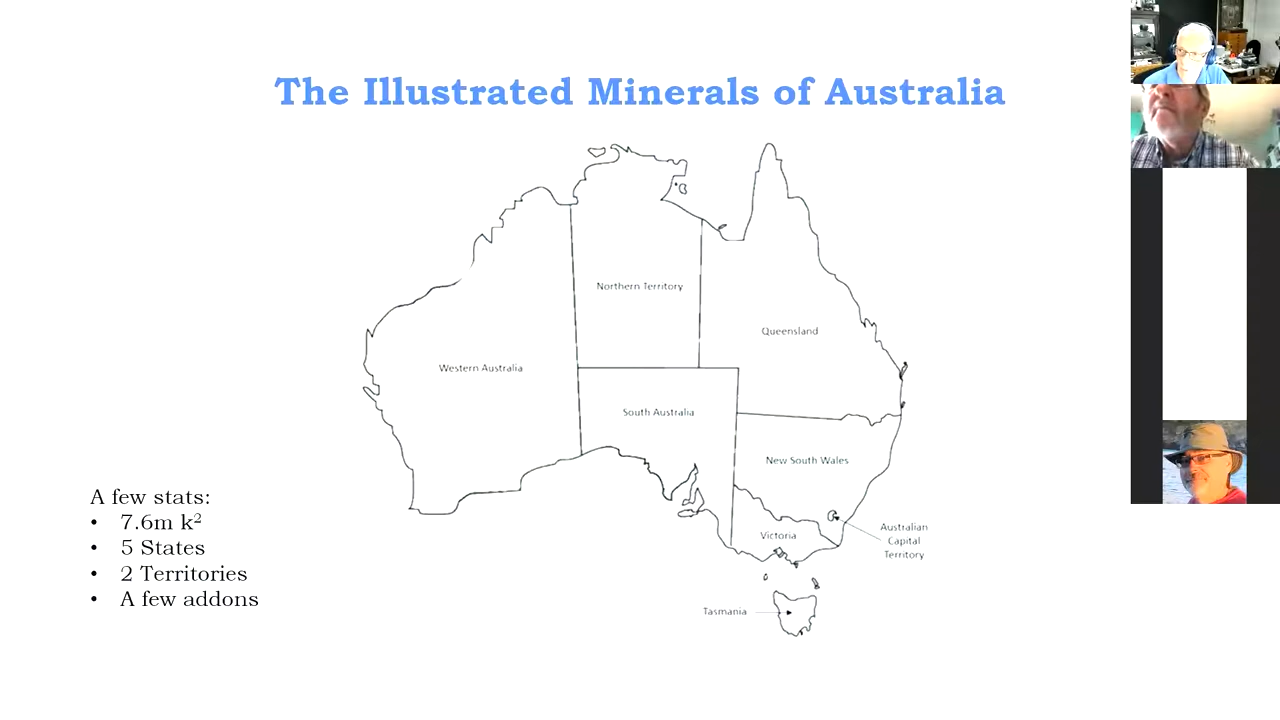 The Illustrated Minerals of Australia
Northern Territory
Queensland
Western Australia
South Australia
New South Wales
Victoria
Australian
Capital
Territory
Tasmania
A few stats:
• 7.6m k²
• 5 States
• 2 Territories
• A few addons